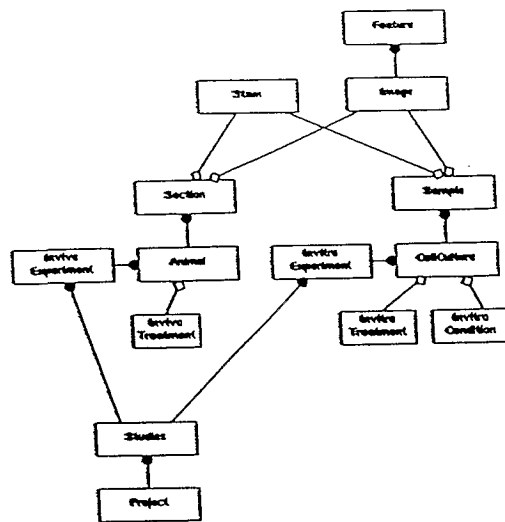 Feature
Stain
Image
Section
Sample
Invivo
Experiment
Animal
Invitro
Experiment
CellCulture
Invivo
Treatment
Invitro
Treatment
Invitro
Condition
Studies
Project